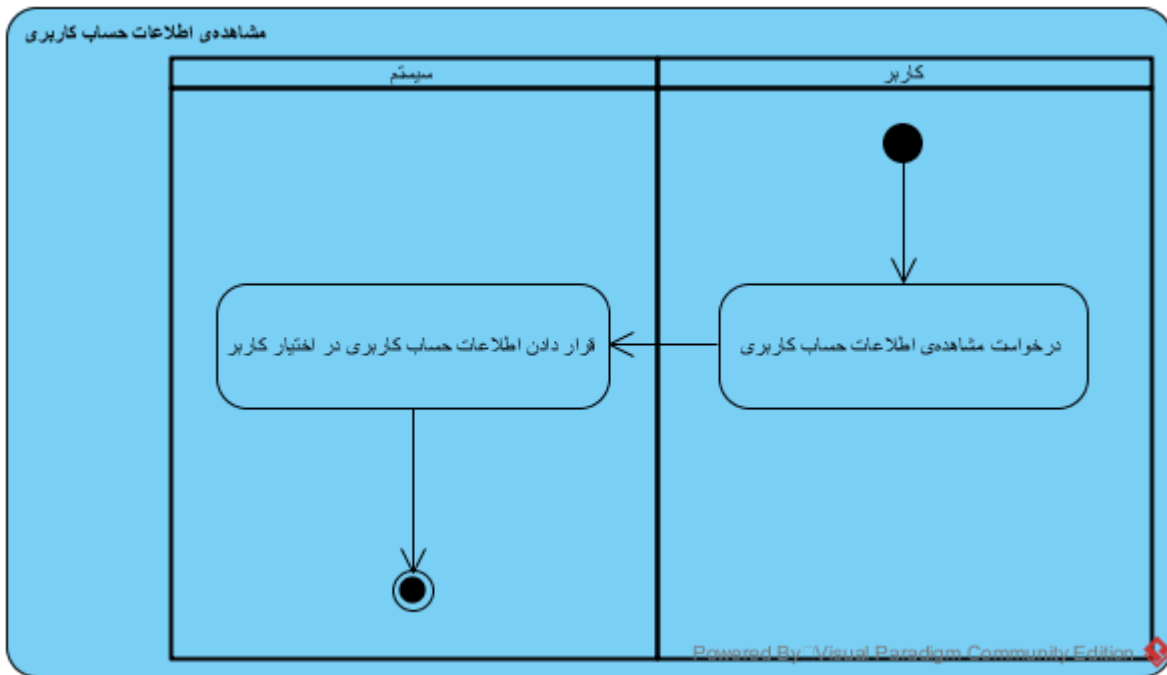 مشاهده‌ی اطلاعات حساب کاربری
کاربر
سیستم
درخواست مشاهده‌ی اطلاعات حساب کاربری
قرار دادن اطلاعات حساب کاربری در اختیار کاربر
Powered By Visual Paradigm Community Edition